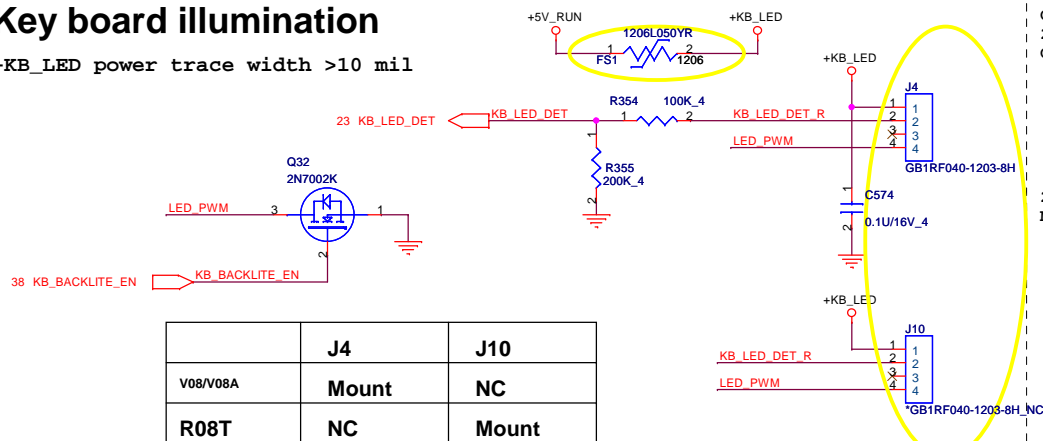 Key board illumination
+KB_LED power trace width >10 mil
+5V_RUN
+KB_LED
1206L050YR
1
2
FS1
1206
+KB_LED
J4
R354
100K_4
23 KB_LED_DET
KB_LED_DET
1
2
KB_LED_DET_R
LED_PWM
1
2
3
4
1
2
3
4
GB1RF040-1203-8H
1
R355
200K_4
2
Q32
2N7002K
LED_PWM
3
1
2
C574
1
2
0.1U/16V_4
38 KB_BACKLITE_EN
KB_BACKLITE_EN
+KB_LED
J10
KB_LED_DET_R
LED_PWM
1
2
3
4
1
2
3
4
*GB1RF040-1203-8H_NC
J4 J10
V08/V08A Mount NC
R08T NC Mount